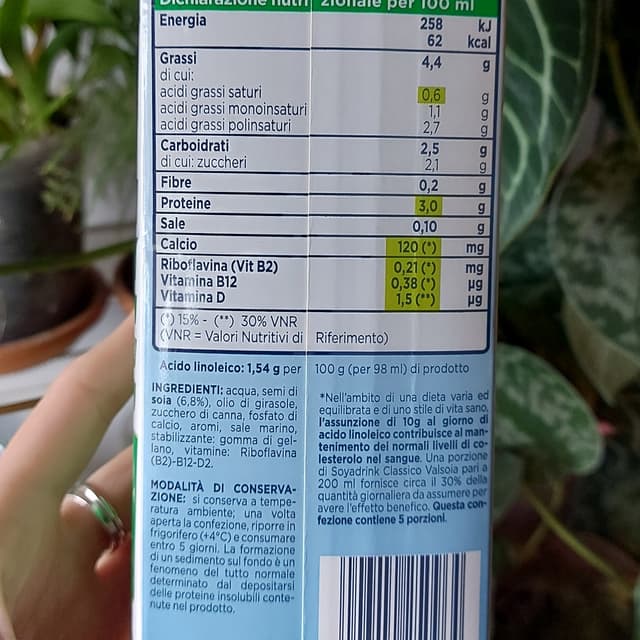 Dichiarazione nutrizionale per 100 ml
Energia 258 kJ
62 kcal
Grassi 4,4 g
di cui:
acidi grassi saturi 0,6 g
acidi grassi monoinsaturi 1,1 g
acidi grassi polinsaturi 2,7 g
Carboidrati 2,5 g
di cui: zuccheri 2,1 g
Fibre 0,2 g
Proteine 3,0 g
Sale 0,10 g
Calcio 120 (*) mg
Riboflavina (Vit B2) 0,21 (*) mg
Vitamina B12 0,38 (*) µg
Vitamina D 1,5 (**) µg
(*) 15% - (**) 30% VNR
(VNR = Valori Nutritivi di Riferimento)
Acido linoleico: 1,54 g per 100 g (per 98 ml) di prodotto
INGREDIENTI: acqua, semi di
soia (6,8%), olio di girasole,
zucchero di canna, fosfato di
calcio, aromi, sale marino,
stabilizzante: gomma di gel-
lano, vitamine: Riboflavina
(B2)-B12-D2.
MODALITÀ DI CONSERVA-
ZIONE: si conserva a tempe-
ratura ambiente; una volta
aperta la confezione, riporre in
frigorifero (+4°C) e consumare
entro 5 giorni. La formazione
di un sedimento sul fondo è un
fenomeno del tutto normale
determinato dal depositarsi
delle proteine insolubili conte-
nute nel prodotto.
*Nell'ambito di una dieta varia ed
equilibrata e di uno stile di vita sano,
l'assunzione di 10g al giorno di
acido linoleico contribuisce al man-
tenimento dei normali livelli di co-
lesterolo nel sangue. Una porzione
di Soyadrink Classico Valsoia pari a
200 ml fornisce circa il 30% della
quantità giornaliera da assumere per
avere l'effetto benefico. Questa con-
fezione contiene 5 porzioni.